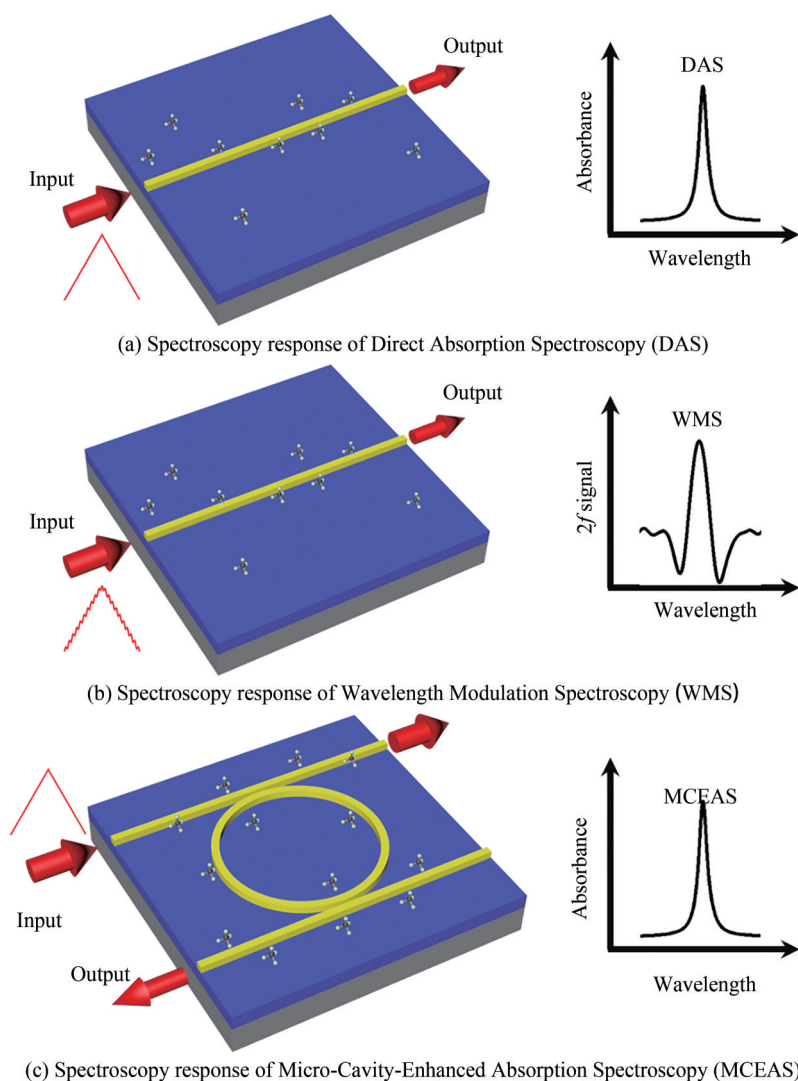 Output
Input
DAS
Absorbance
Wavelength
(a) Spectroscopy response of Direct Absorption Spectroscopy (DAS)
Output
Input
WMS
2f signal
Wavelength
(b) Spectroscopy response of Wavelength Modulation Spectroscopy (WMS)
Input
Output
MCEAS
Absorbance
Wavelength
(c) Spectroscopy response of Micro-Cavity-Enhanced Absorption Spectroscopy (MCEAS)